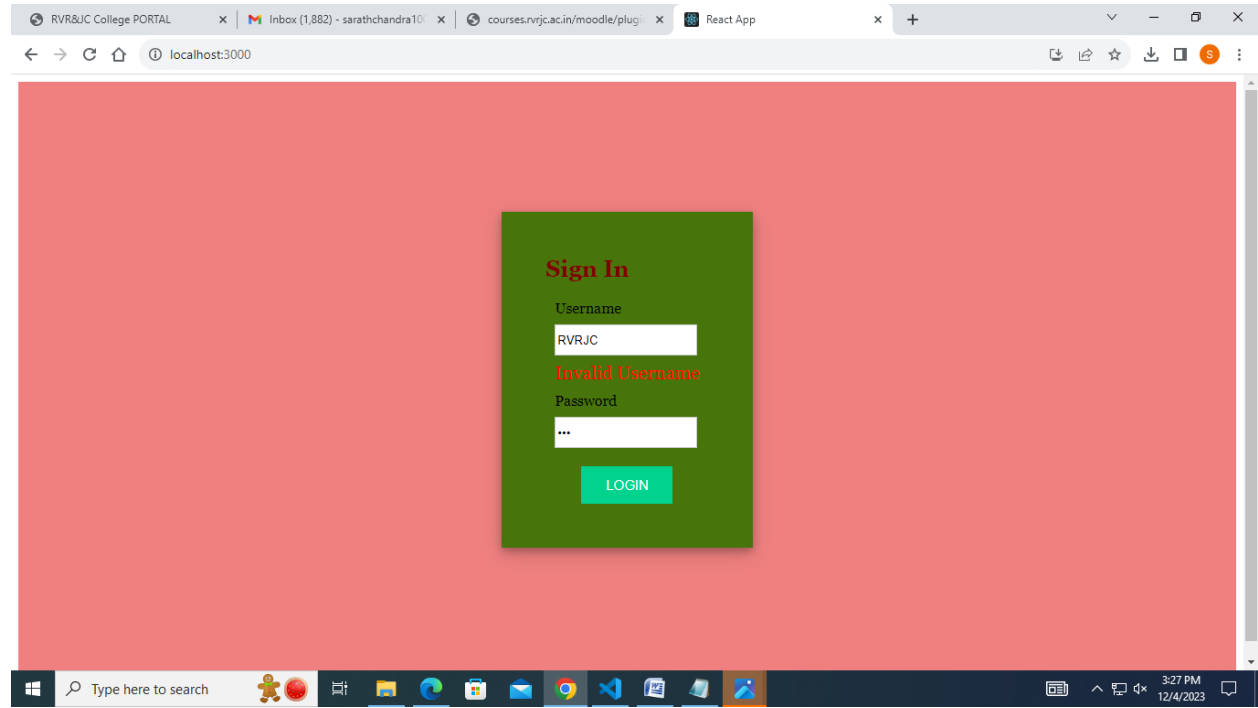 RVR&JC College PORTAL
Inbox (1,882) - sarathchandra10
courses.rvrjc.ac.in/moodle/plugi
React App
localhost:3000
S
Sign In
Username
RVRJC
Invalid Username
Password
•••
LOGIN
Type here to search
3:27 PM
12/4/2023